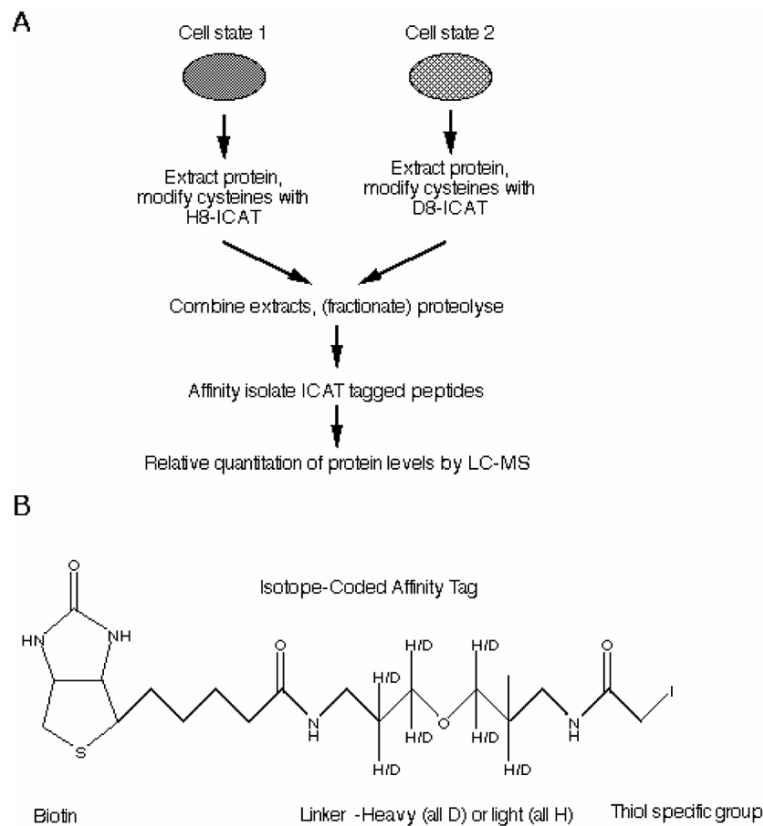 A
Cell state 1
Cell state 2
Extract protein,
modify cysteines with
H8-ICAT
Extract protein,
modify cysteines with
D8-ICAT
Combine extracts, (fractionate) proteolyse
Affinity isolate ICAT tagged peptides
Relative quantitation of protein levels by LC-MS
B
Isotope-Coded Affinity Tag
O
HN
NH
S
O
N
H
H/D
H/D
H/D
H/D
O
H/D
H/D
H/D
N
H
O
I
Biotin
Linker -Heavy (all D) or light (all H)
Thiol specific group